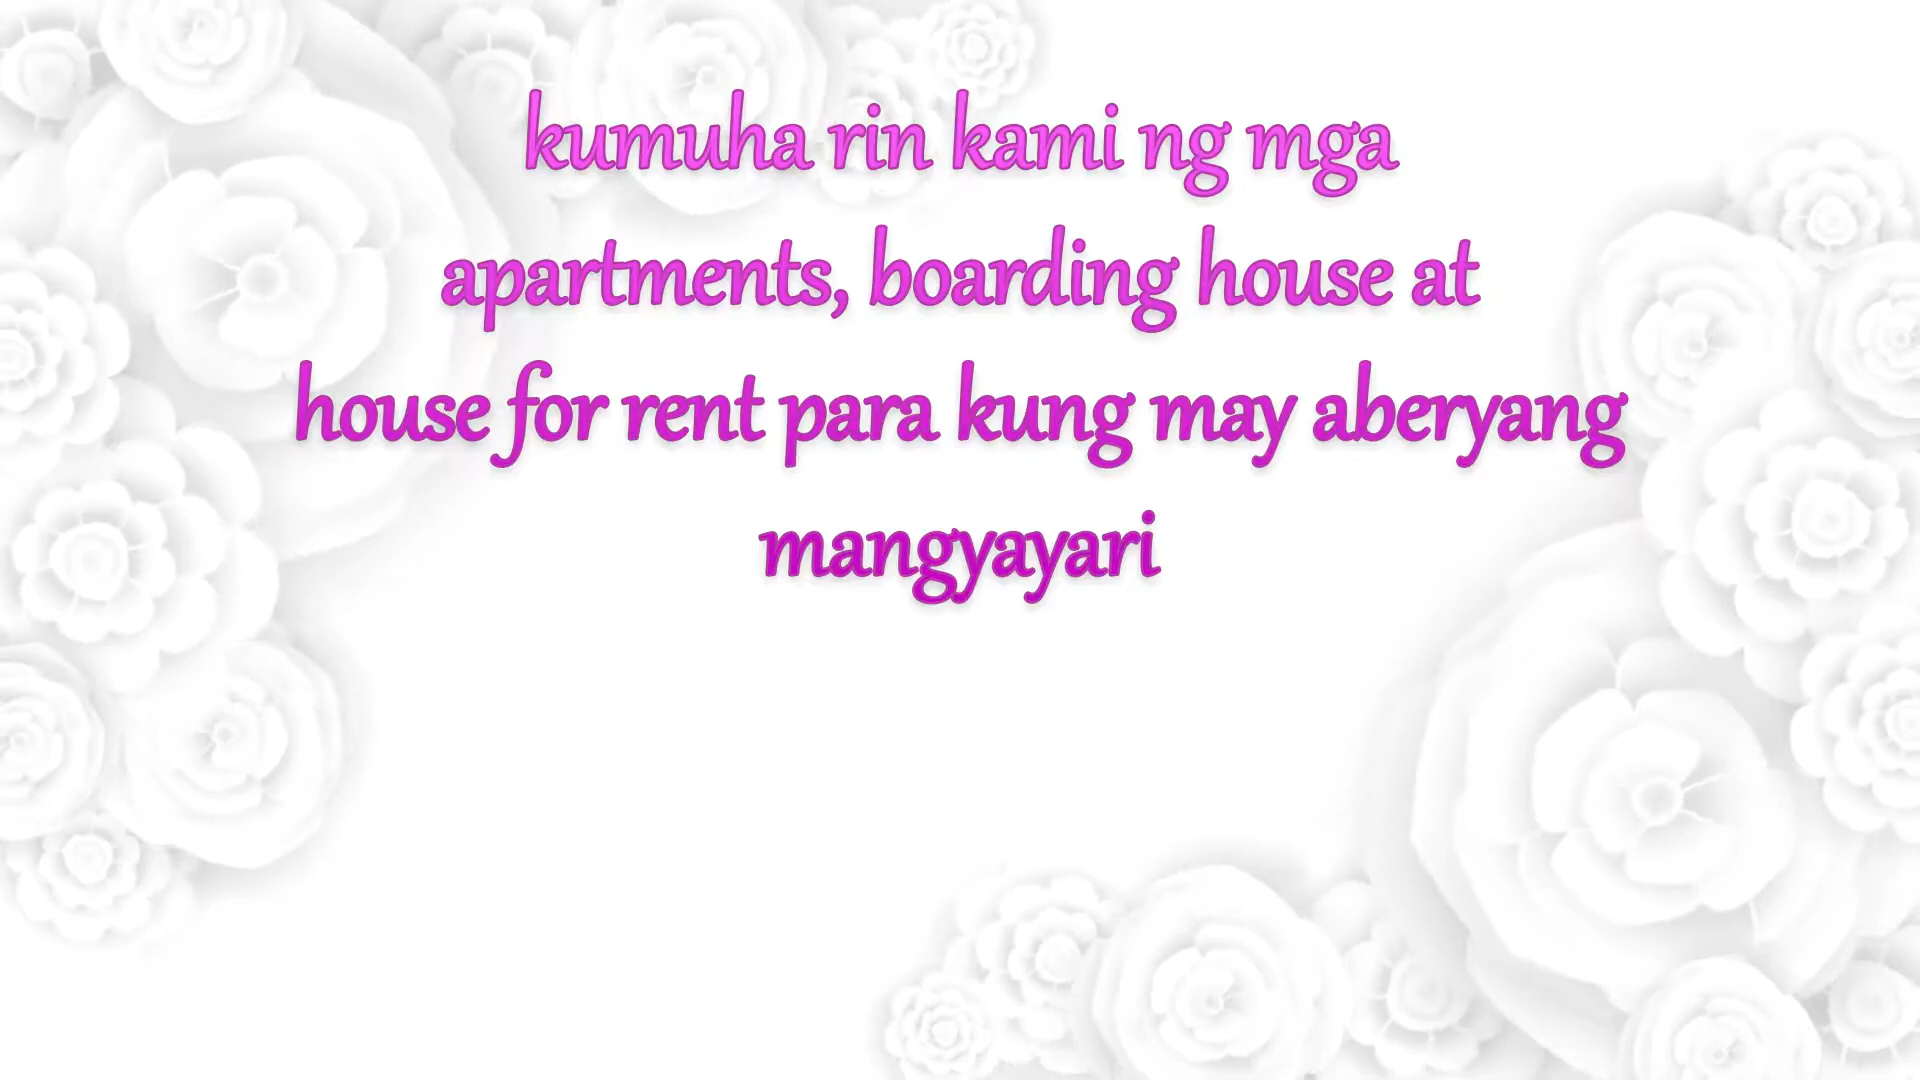 kumuha rin kami ng mga
apartments, boarding house at
house for rent para kung may aberyang
mangyayari